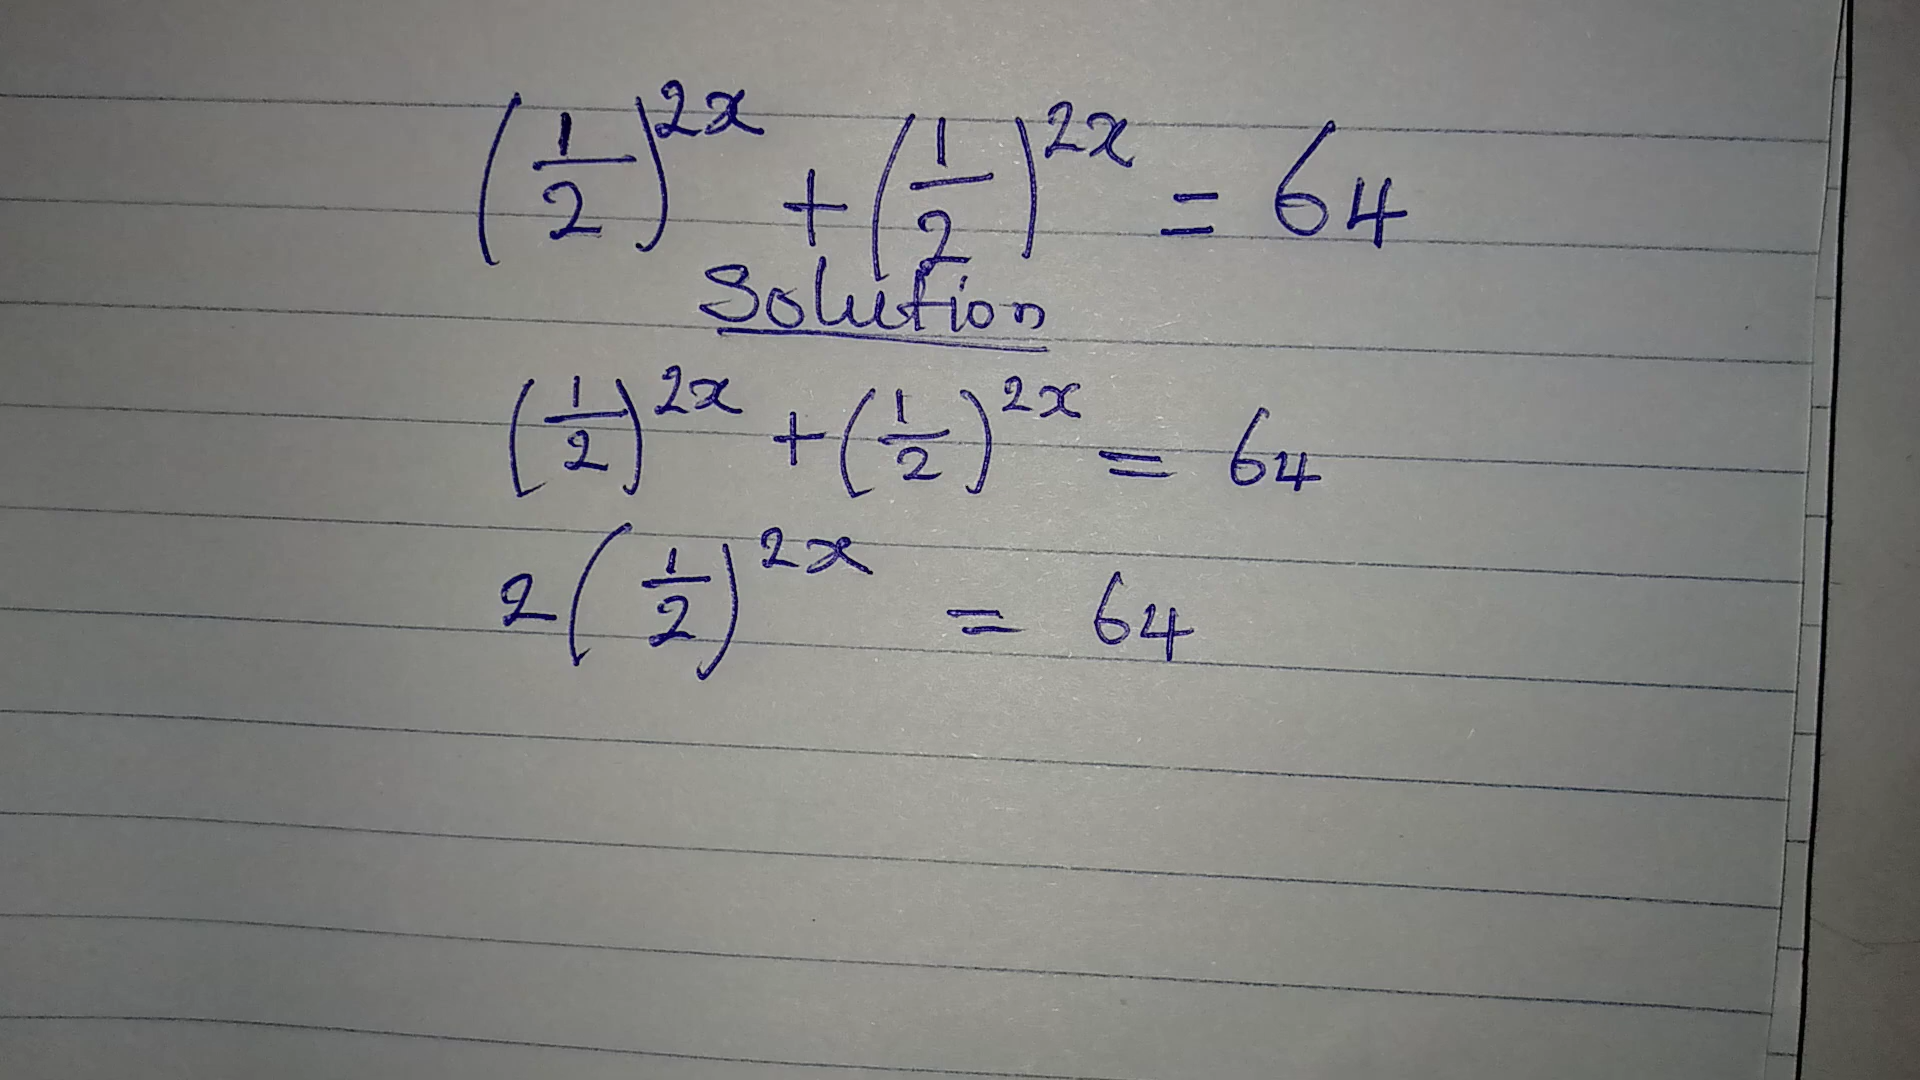 (1/2)^2x + (1/2)^2x = 64
Solution
(1/2)^2x + (1/2)^2x = 64
2(1/2)^2x = 64